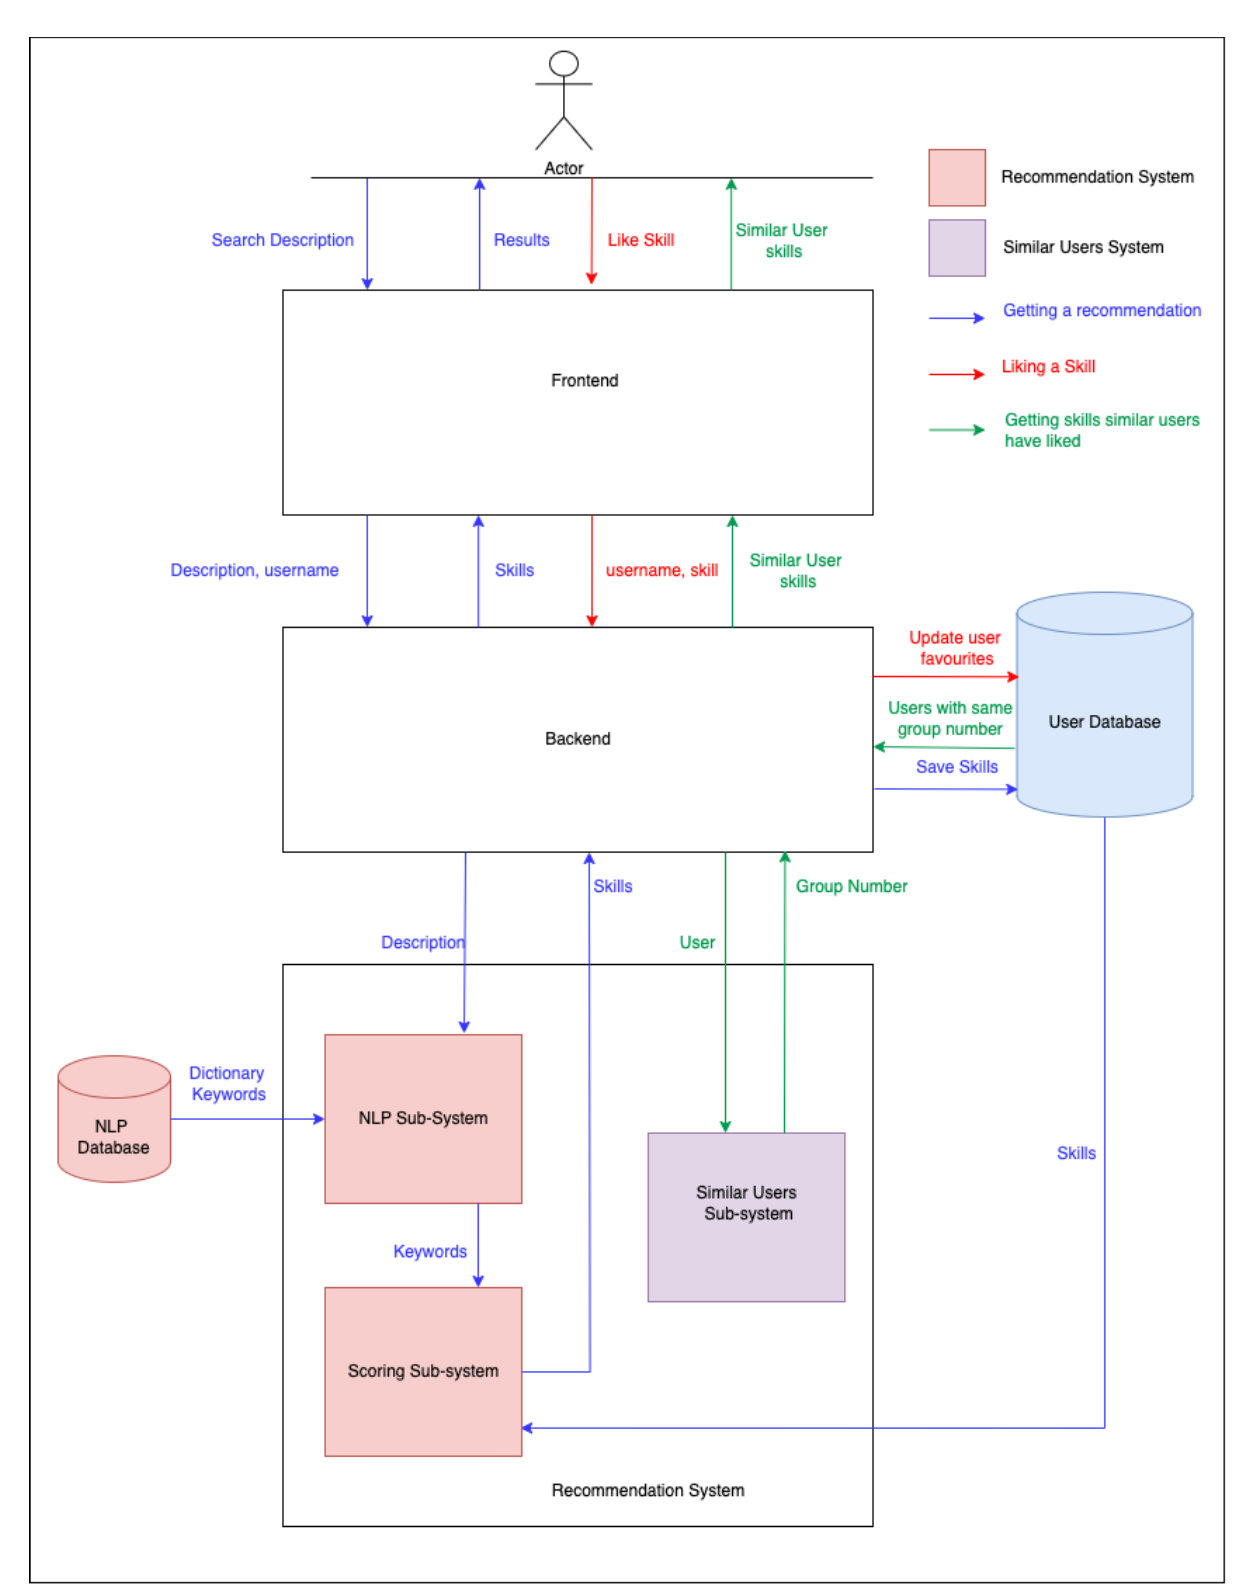 Actor
Recommendation System
Similar Users System
Getting a recommendation
Liking a Skill
Getting skills similar users
have liked
Search Description
Results
Like Skill
Similar User
skills
Frontend
Description, username
Skills
username, skill
Similar User
skills
Update user
favourites
Users with same
group number
Save Skills
User Database
Backend
Skills
Group Number
Description
User
Dictionary
Keywords
NLP
Database
NLP Sub-System
Similar Users
Sub-system
Skills
Keywords
Scoring Sub-system
Recommendation System